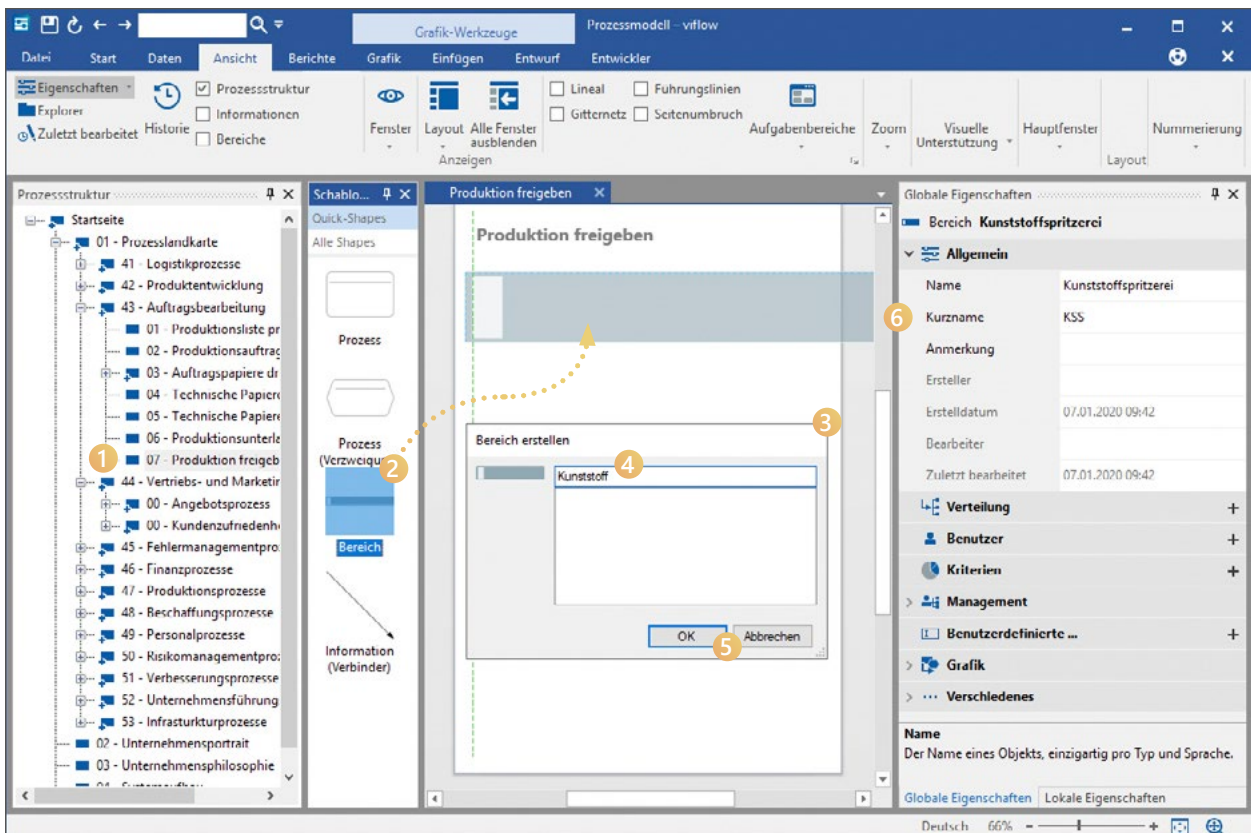 Grafik-Werkzeuge
Prozessmodell – viflow
Datei Start Daten Ansicht Berichte Grafik Einfügen Entwurf Entwickler
Eigenschaften
Explorer
Zuletzt bearbeitet
Historie
Prozessstruktur
Informationen
Bereiche
Fenster
Layout
Alle Fenster
ausblenden
Anzeigen
Lineal
Führungslinien
Gitternetz
Seitenumbruch
Aufgabenbereiche
Zoom
Visuelle
Unterstützung
Hauptfenster
Layout
Nummerierung
Prozessstruktur
Startseite
01 - Prozesslandkarte
41 - Logistikprozesse
42 - Produktentwicklung
43 - Auftragsbearbeitung
01 - Produktionsliste pr
02 - Produktionsauftrag
03 - Auftragspapiere dr
04 - Technische Papiere
05 - Technische Papiere
06 - Produktionsunterla
1
07 - Produktion freigeb
44 - Vertriebs- und Marketin
00 - Angebotsprozess
00 - Kundenzufriedenhe
45 - Fehlermanagementpro
46 - Finanzprozesse
47 - Produktionsprozesse
48 - Beschaffungsprozesse
49 - Personalprozesse
50 - Risikomanagementproz
51 - Verbesserungsprozesse
52 - Unternehmensführung
53 - Infrasturkturprozesse
02 - Unternehmensportrait
03 - Unternehmensphilosophie
04 - Systemaufbau
Schablo...
Quick-Shapes
Alle Shapes
Prozess
Prozess
(Verzweigu
2
Bereich
Information
(Verbinder)
Produktion freigeben
Produktion freigeben
3
Bereich erstellen
4
Kunststoff
OK
5
Abbrechen
Globale Eigenschaften
Bereich Kunststoffspritzerei
Allgemein
Name Kunststoffspritzerei
6
Kurzname KSS
Anmerkung
Ersteller
Erstelldatum 07.01.2020 09:42
Bearbeiter
Zuletzt bearbeitet 07.01.2020 09:42
Verteilung
Benutzer
Kriterien
Management
Benutzerdefinierte ...
Grafik
Verschiedenes
Name
Der Name eines Objekts, einzigartig pro Typ und Sprache.
Globale Eigenschaften Lokale Eigenschaften
Deutsch 66%